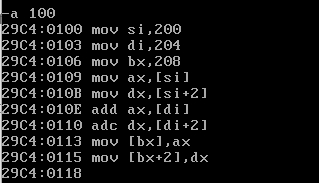 -a 100
29C4:0100 mov si,200
29C4:0103 mov di,204
29C4:0106 mov bx,208
29C4:0109 mov ax,[si]
29C4:010B mov dx,[si+2]
29C4:010E add ax,[di]
29C4:0110 adc dx,[di+2]
29C4:0113 mov [bx],ax
29C4:0115 mov [bx+2],dx
29C4:0118